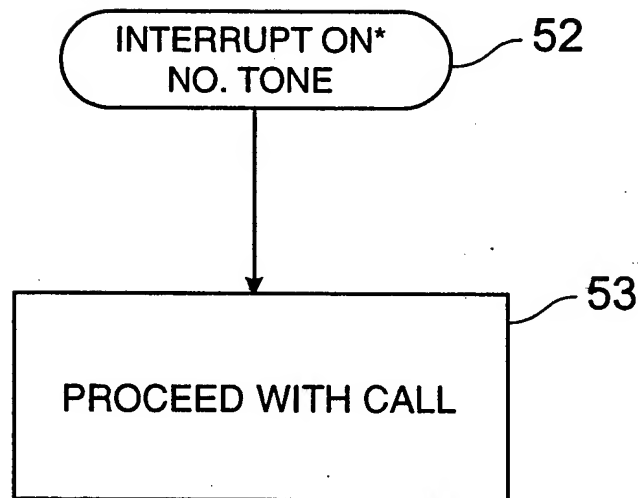 INTERRUPT ON*
NO. TONE
52
53
PROCEED WITH CALL